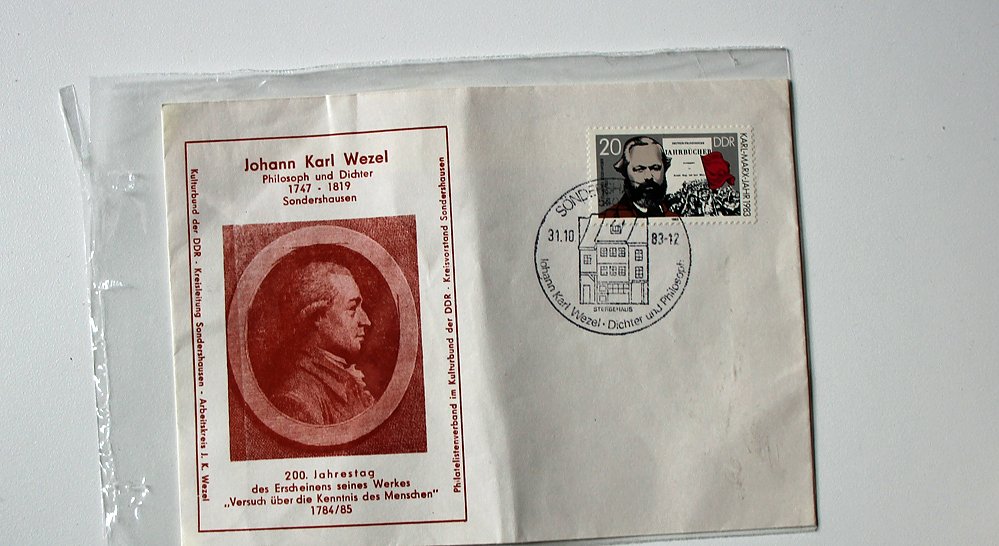 Johann Karl Wezel
Philosoph und Dichter
1747 - 1819
Sondershausen
Kulturbund der DDR - Kreisleitung Sondershausen - Arbeitskreis J. K. Wezel
Philatelistenverband im Kulturbund der DDR - Kreisvorstand Sondershausen
200. Jahrestag
des Erscheinens seines Werkes
„Versuch über die Kenntnis des Menschen"
1784/85
20
DDR
JAHRBÜCHER
KARL-MARX-JAHR 1983
31.10
83-12
STERBEHAUS
Johann Karl Wezel · Dichter und Philosoph